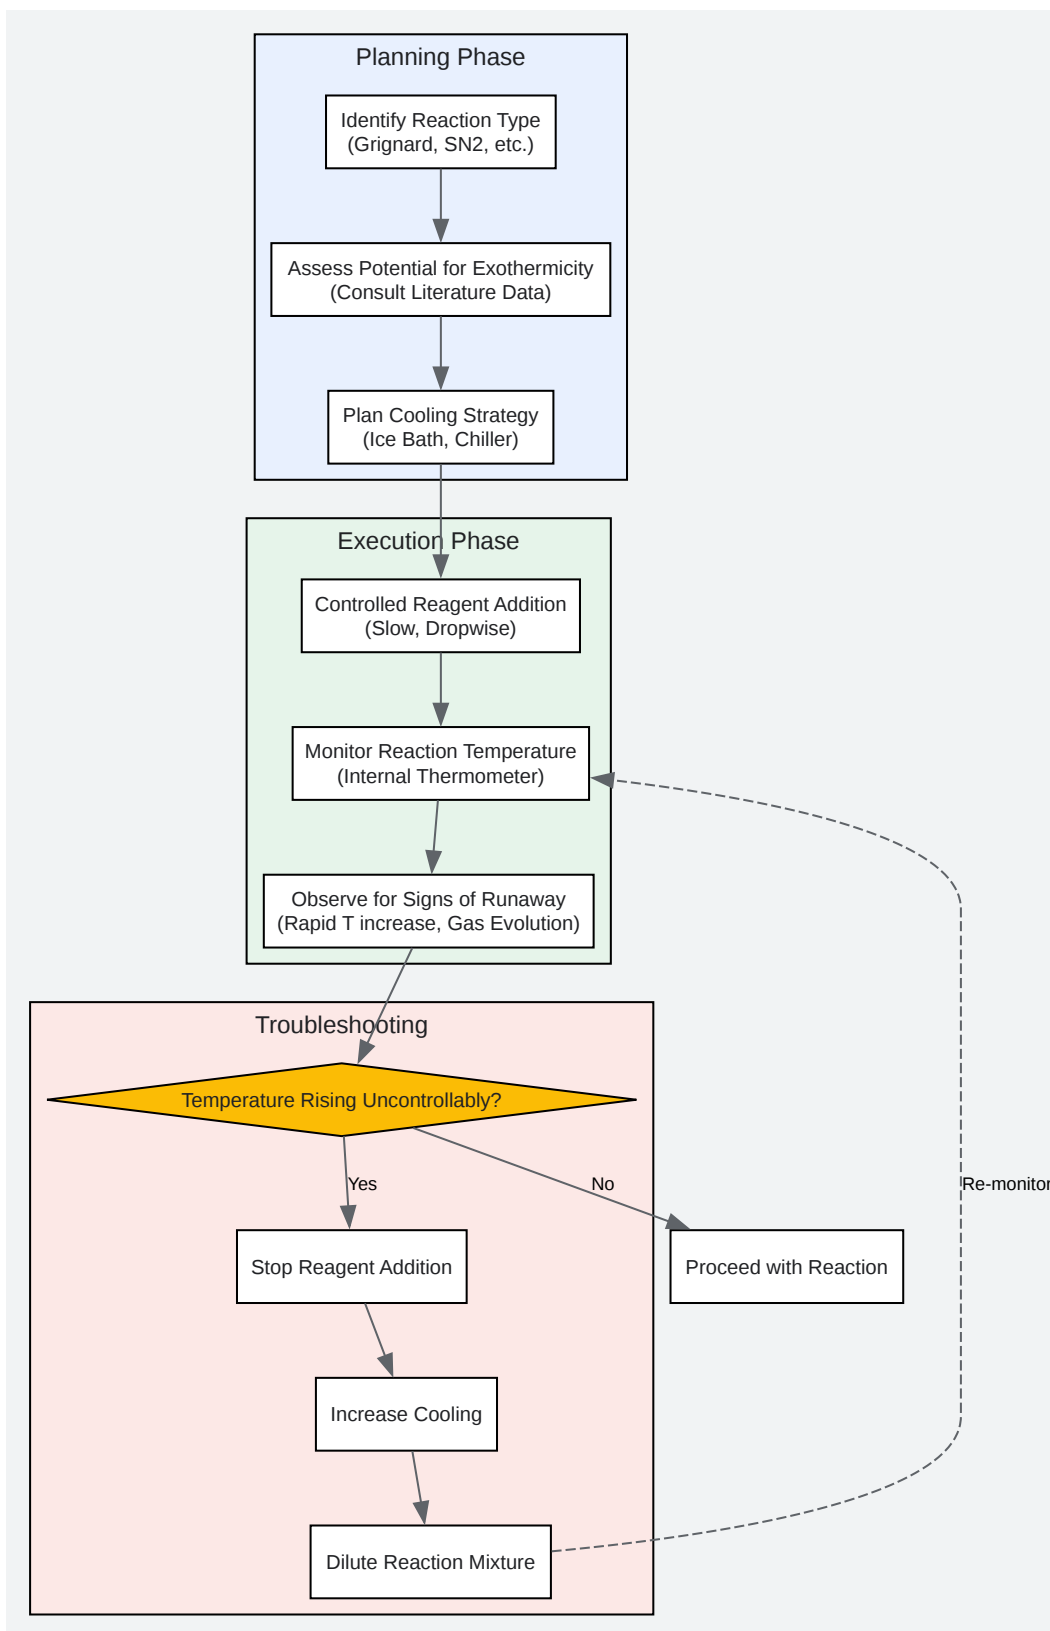 Planning Phase
Identify Reaction Type
(Grignard, SN2, etc.)
Assess Potential for Exothermicity
(Consult Literature Data)
Plan Cooling Strategy
(Ice Bath, Chiller)
Execution Phase
Controlled Reagent Addition
(Slow, Dropwise)
Monitor Reaction Temperature
(Internal Thermometer)
Observe for Signs of Runaway
(Rapid T increase, Gas Evolution)
Troubleshooting
Temperature Rising Uncontrollably?
Yes
No
Re-monitor
Stop Reagent Addition
Proceed with Reaction
Increase Cooling
Dilute Reaction Mixture